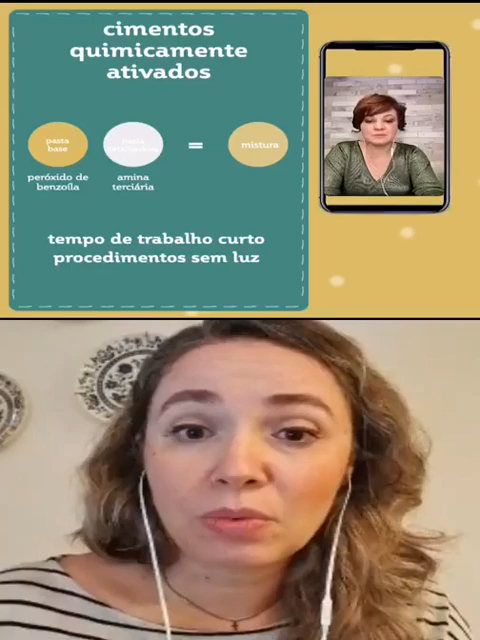 cimentos
quimicamente
ativados
pasta
base
mistura
peróxido de
benzoíla
amina
terciária
tempo de trabalho curto
procedimentos sem luz